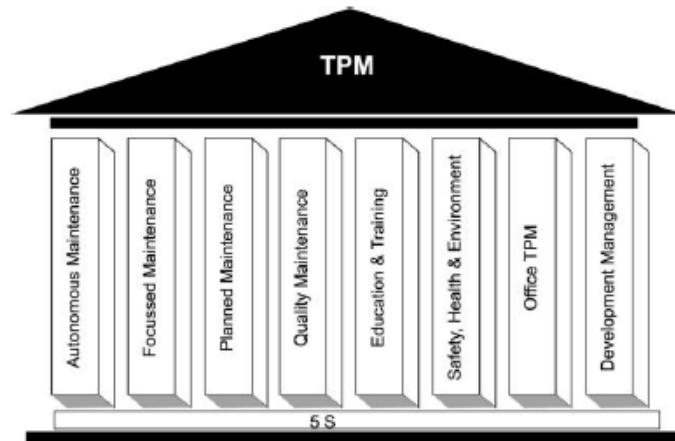 TPM
Autonomous Maintenance
Focussed Maintenance
Planned Maintenance
Quality Maintenance
Education & Training
Safety, Health & Environment
Office TPM
Development Management
5 S